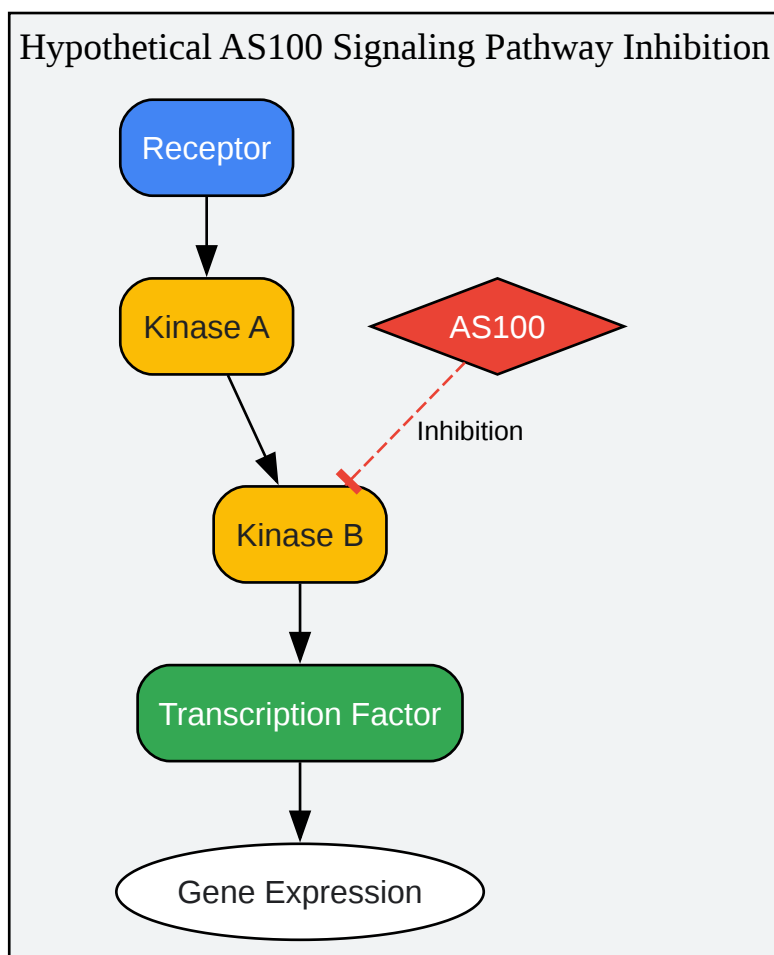 Hypothetical AS100 Signaling Pathway Inhibition
Receptor
Kinase A
AS100
Inhibition
Kinase B
Transcription Factor
Gene Expression